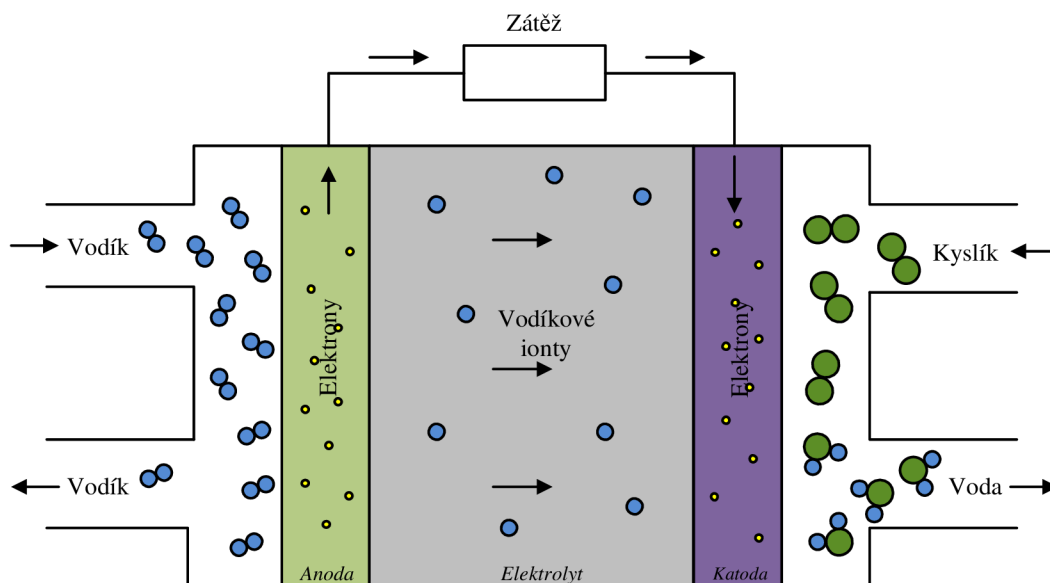 Zátěž
Vodík
Elektrony
Vodíkové
ionty
Elektrony
Kyslík
Vodík
Voda
Anoda
Elektrolyt
Katoda